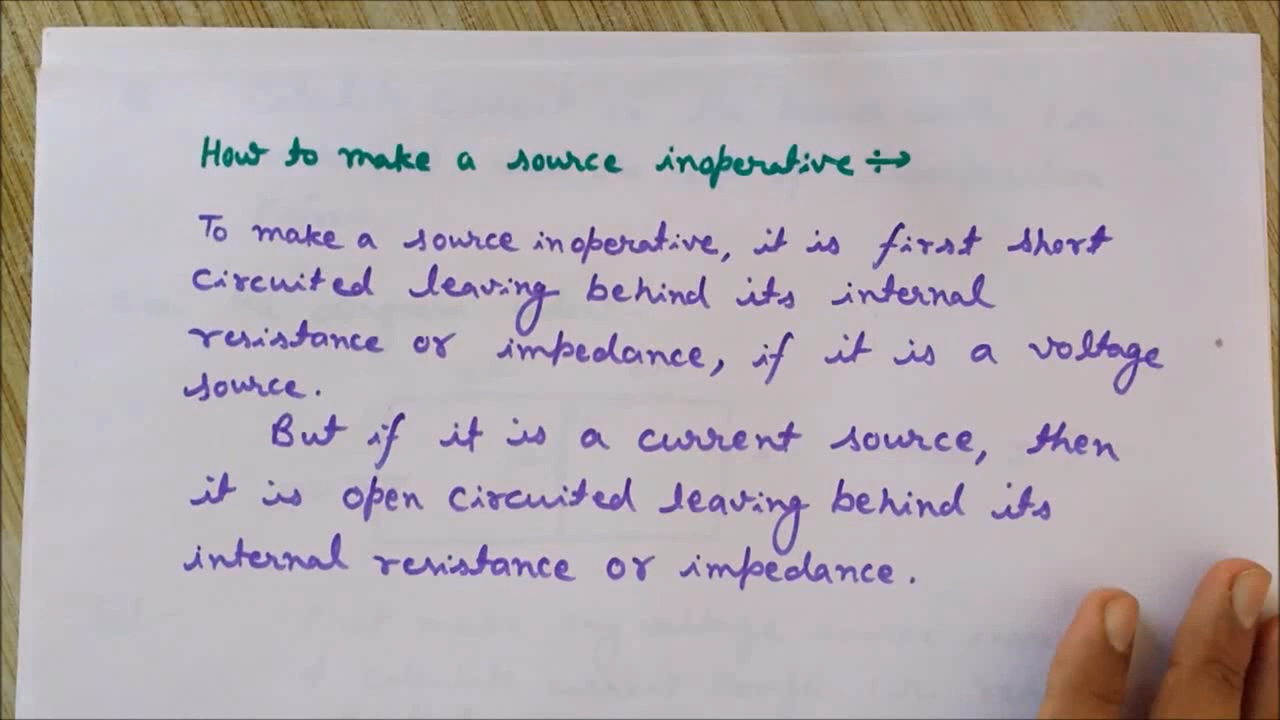 How to make a source inoperative ÷→
To make a source inoperative, it is first short
circuited leaving behind its internal
resistance or impedance, if it is a voltage
source.
But if it is a current source, then
it is open circuited leaving behind its
internal resistance or impedance.